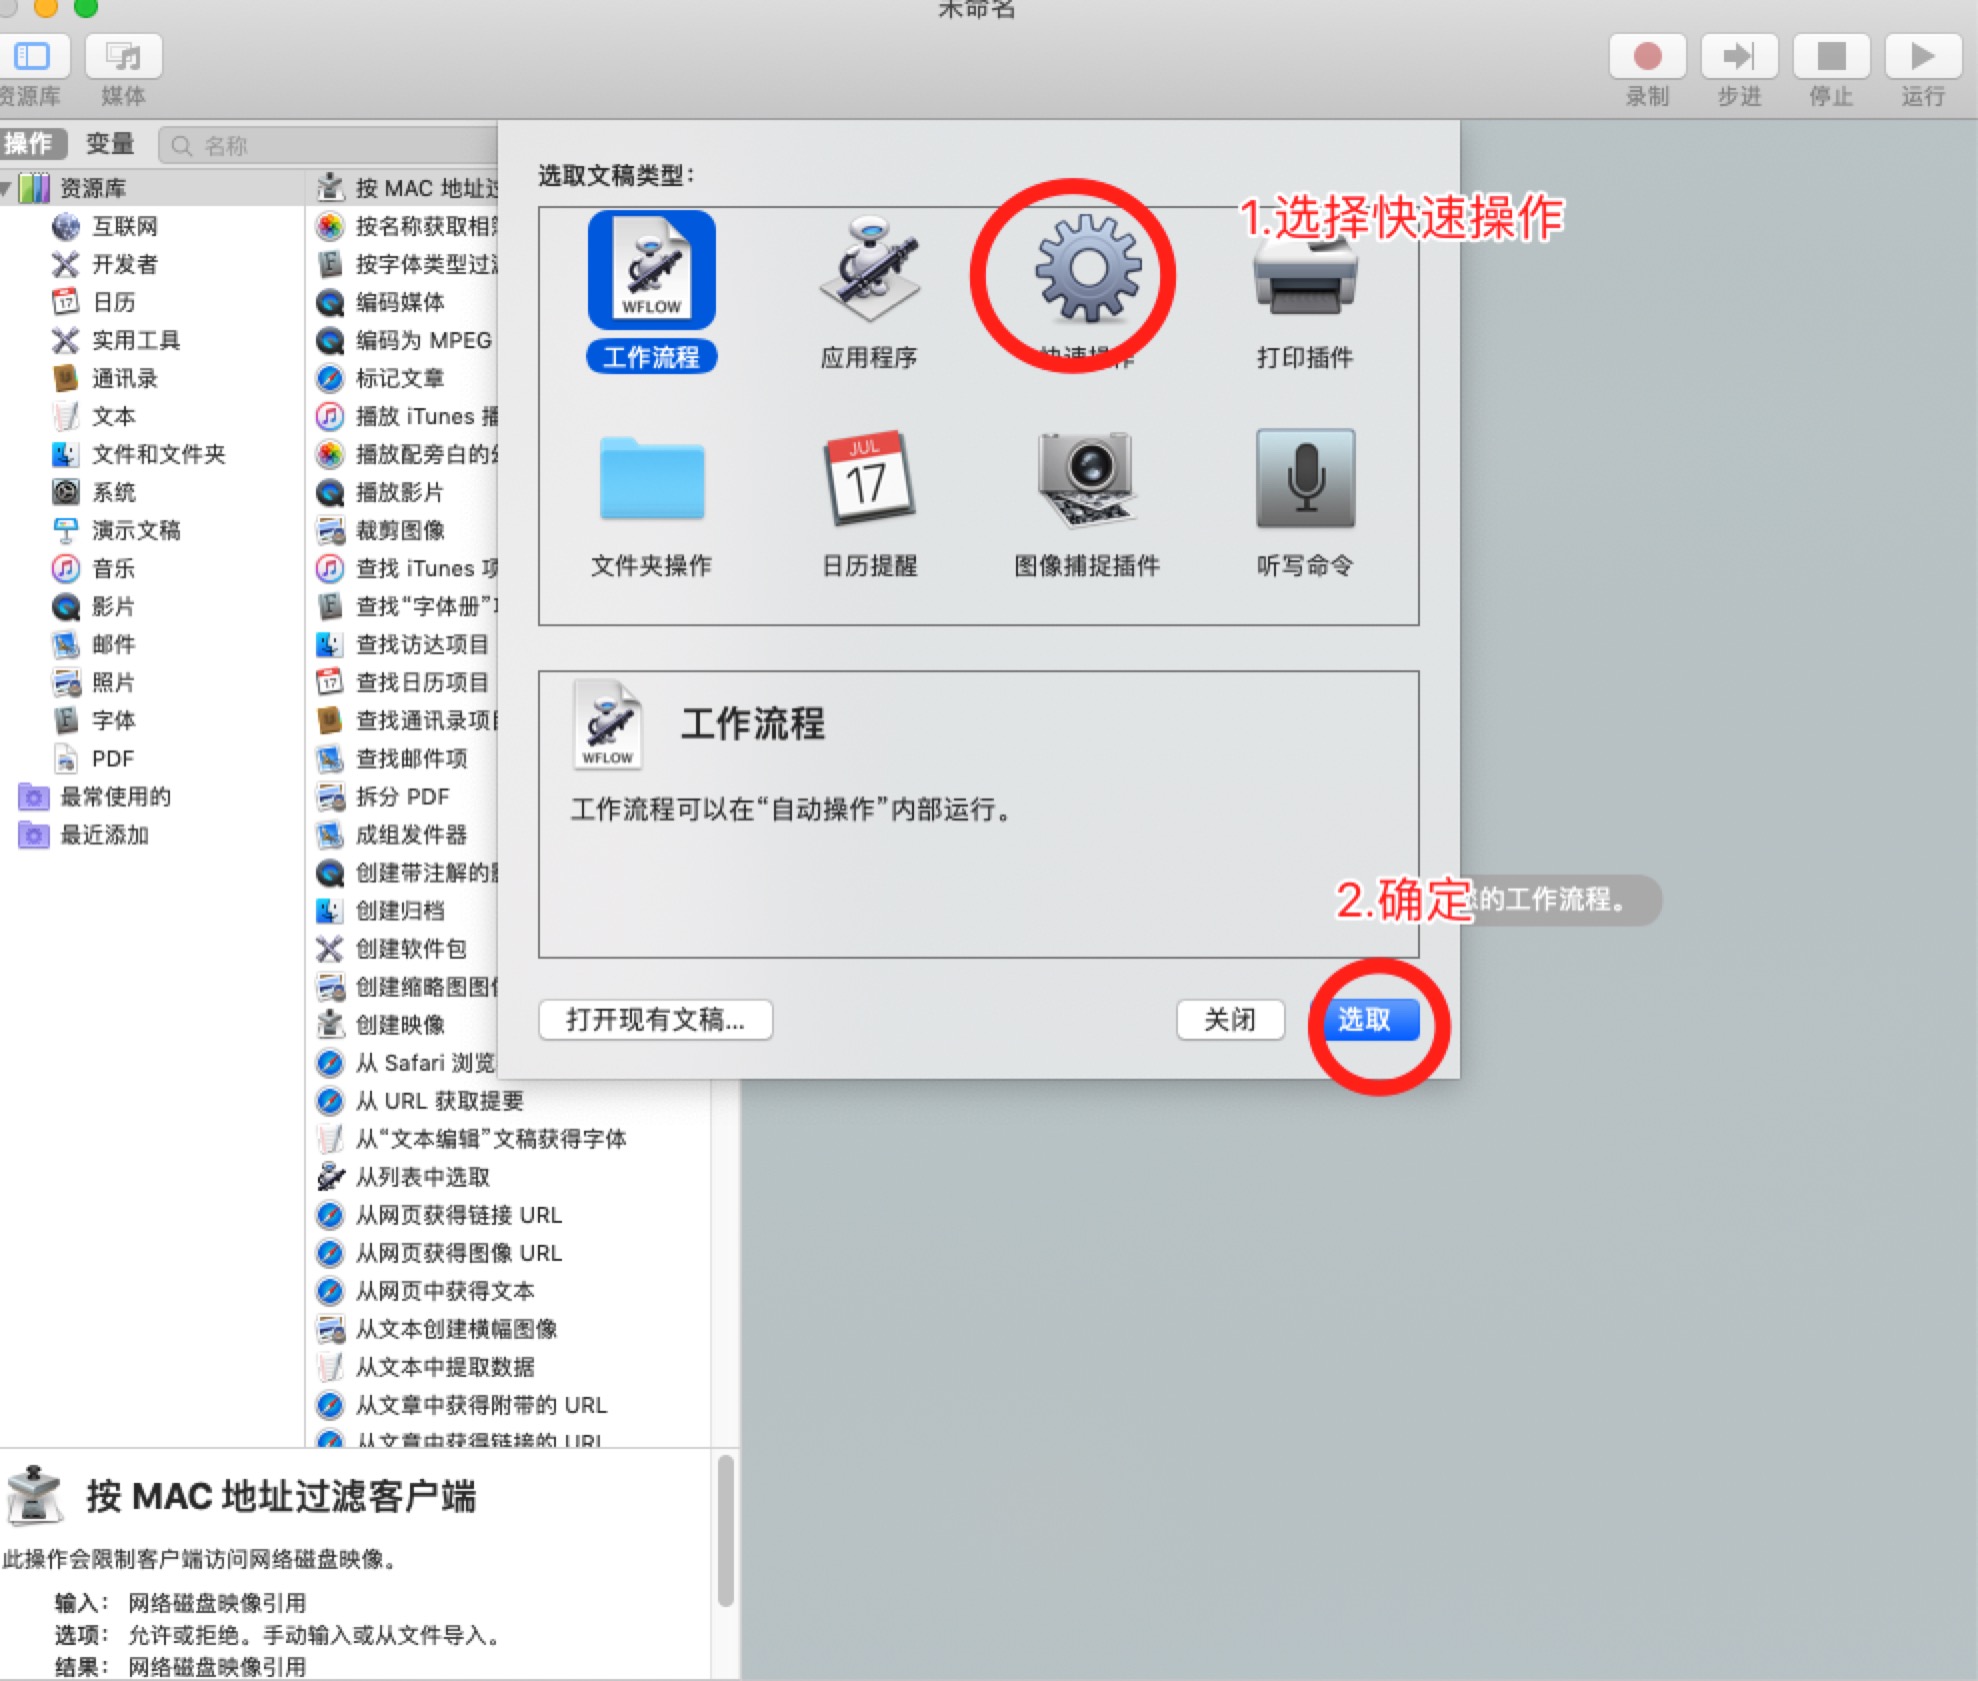 未命名
资源库
媒体
录制
步进
停止
运行
操作
变量
名称
资源库
互联网
开发者
日历
实用工具
通讯录
文本
文件和文件夹
系统
演示文稿
音乐
影片
邮件
照片
字体
PDF
最常使用的
最近添加
按 MAC 地址过
按名称获取相
按字体类型过
编码媒体
编码为 MPEG
标记文章
播放 iTunes 播
播放配旁白的
播放影片
裁剪图像
查找 iTunes 项
查找“字体册”
查找访达项目
查找日历项目
查找通讯录项
查找邮件项
拆分 PDF
成组发件器
创建带注解的
创建归档
创建软件包
创建缩略图图
创建映像
从 Safari 浏览
从 URL 获取提要
从“文本编辑”文稿获得字体
从列表中选取
从网页获得链接 URL
从网页获得图像 URL
从网页中获得文本
从文本创建横幅图像
从文本中提取数据
从文章中获得附带的 URL
从文章中获得链接的 URL
选取文稿类型：
1.选择快速操作
WFLOW
工作流程
应用程序
快速操作
打印插件
文件夹操作
JUL
17
日历提醒
图像捕捉插件
听写命令
WFLOW
工作流程
工作流程可以在“自动操作”内部运行。
2.确定
的工作流程。
打开现有文稿...
关闭
选取
按 MAC 地址过滤客户端
此操作会限制客户端访问网络磁盘映像。
输入： 网络磁盘映像引用
选项： 允许或拒绝。手动输入或从文件导入。
结果： 网络磁盘映像引用